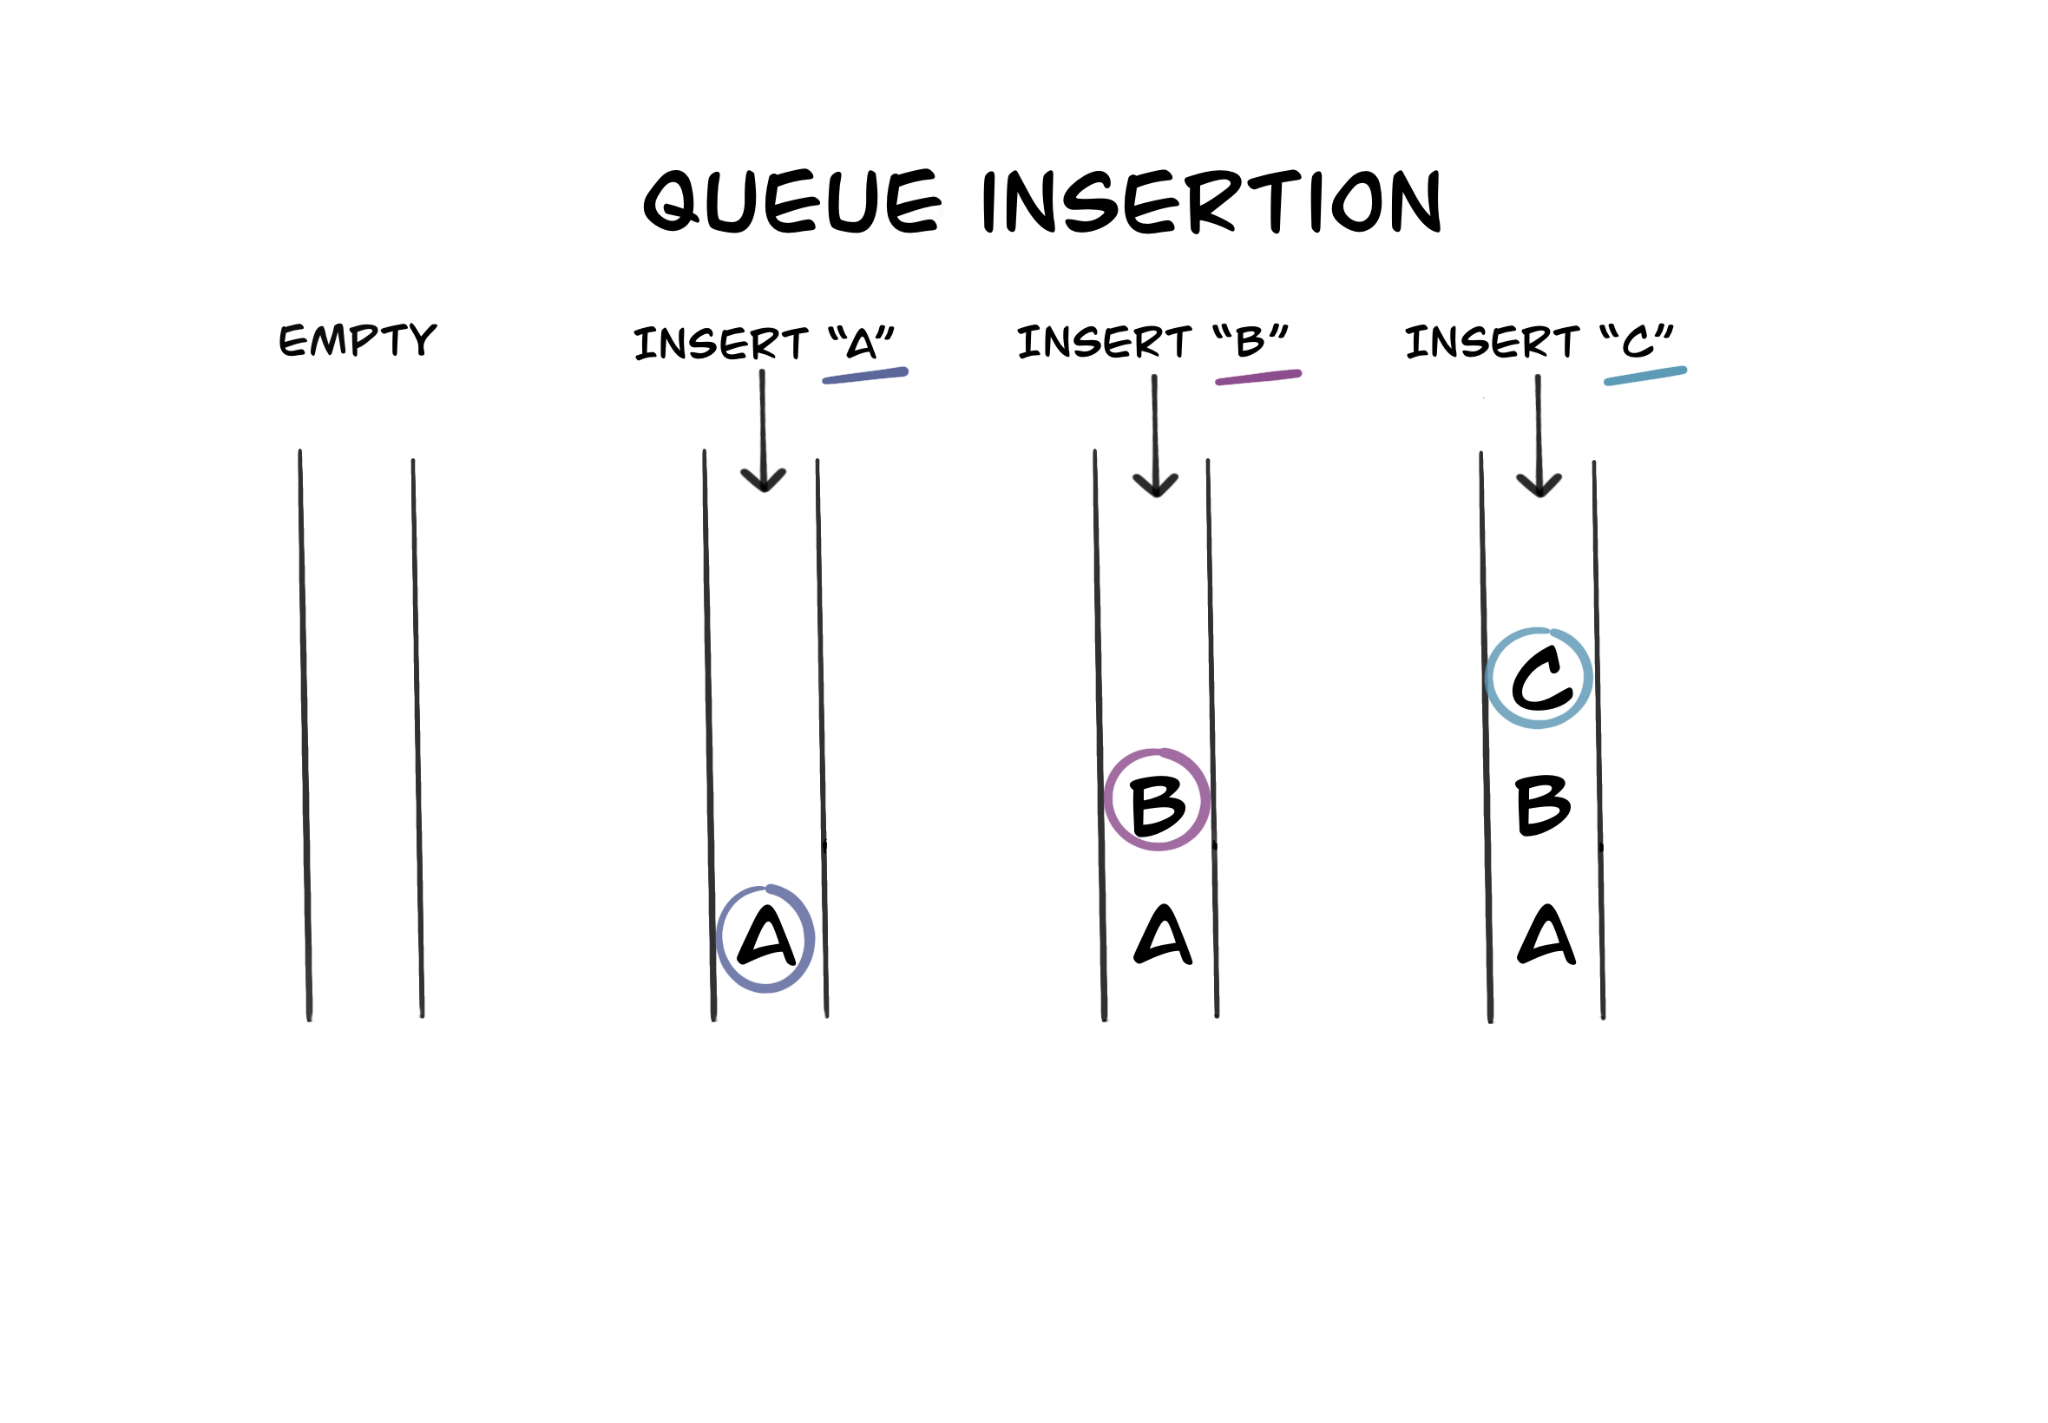 QUEUE INSERTION
EMPTY
INSERT “A”
INSERT “B”
INSERT “C”
A
B
A
C
B
A